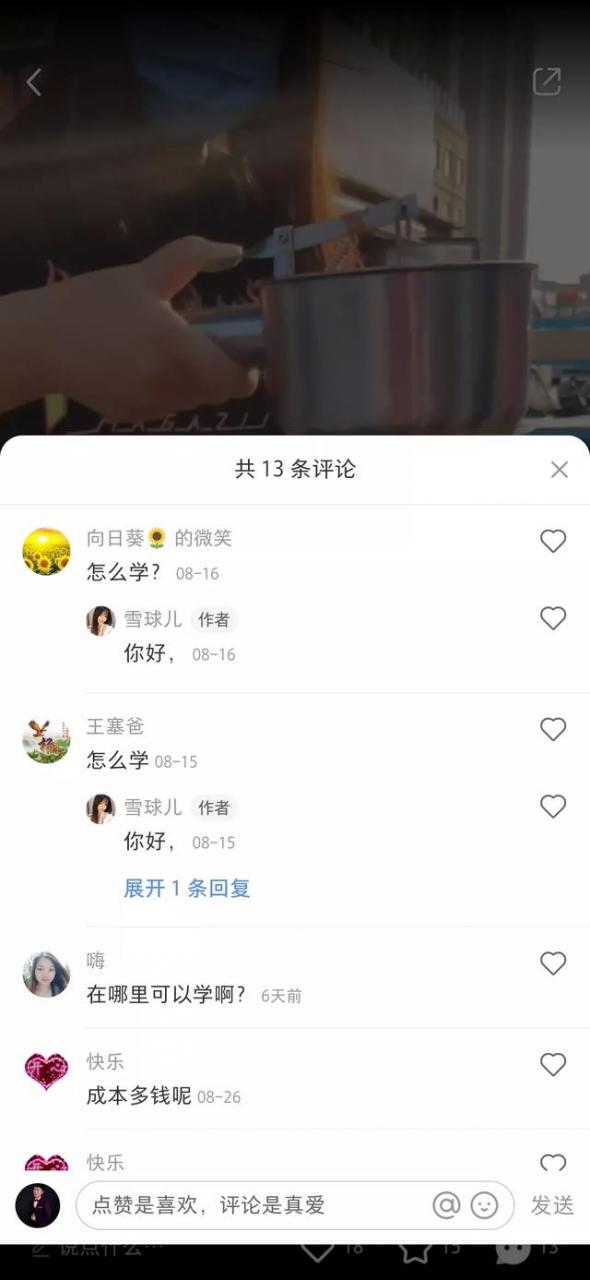 共 13 条评论
向日葵🌻 的微笑
怎么学? 08-16
雪球儿 作者
你好, 08-16
王塞爸
怎么学 08-15
雪球儿 作者
你好, 08-15
展开 1 条回复
嗨
在哪里可以学啊? 6天前
快乐
成本多钱呢 08-26
快乐
点赞是喜欢，评论是真爱
发送
说点什么… 18 15 13